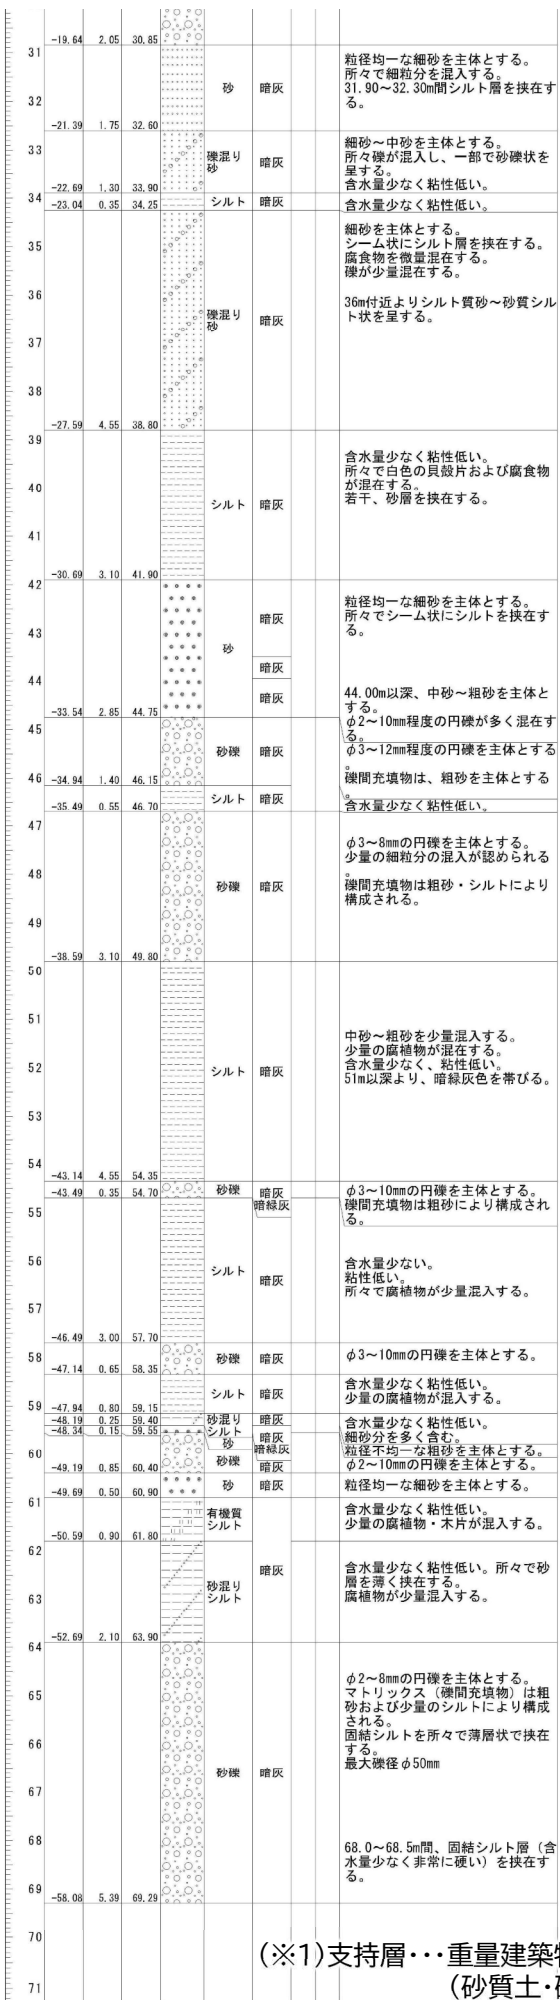 -19.64 2.05 30.85
31
32
砂 暗灰
粒径均一な細砂を主体とする。
所々で細粒分を混入する。
31.90～32.30m間シルト層を挟在す
る。
-21.39 1.75 32.60
33
礫混り
砂
暗灰
細砂～中砂を主体とする。
所々礫が混入し、一部で砂礫状を
呈する。
含水量少なく粘性低い。
-22.69 1.30 33.90
34
シルト 暗灰 含水量少なく粘性低い。
-23.04 0.35 34.25
35
36
37
38
礫混り
砂
暗灰
細砂を主体とする。
シーム状にシルト層を挟在する。
腐食物を微量混在する。
礫が少量混在する。
36m付近よりシルト質砂～砂質シル
ト状を呈する。
-27.59 4.55 38.80
39
40
41
シルト 暗灰
含水量少なく粘性低い。
所々で白色の貝殻片および腐食物
が混在する。
若干、砂層を挟在する。
-30.69 3.10 41.90
42
43
44
砂
暗灰
暗灰
暗灰
粒径均一な細砂を主体とする。
所々でシーム状にシルトを挟在す
る。
44.00m以深、中砂～粗砂を主体と
する。
φ2～10mm程度の円礫が多く混在す
る。
-33.54 2.85 44.75
45
46
砂礫 暗灰
φ3～12mm程度の円礫を主体とする
。
礫間充填物は、粗砂を主体とする
。
-34.94 1.40 46.15
シルト 暗灰 含水量少なく粘性低い。
-35.49 0.55 46.70
47
48
49
砂礫 暗灰
φ3～8mmの円礫を主体とする。
少量の細粒分の混入が認められる
。
礫間充填物は粗砂・シルトにより
構成される。
-38.59 3.10 49.80
50
51
52
53
54
シルト 暗灰
中砂～粗砂を少量混入する。
少量の腐植物が混在する。
含水量少なく、粘性低い。
51m以深より、暗緑灰色を帯びる。
-43.14 4.55 54.35
砂礫 暗灰
φ3～10mmの円礫を主体とする。
礫間充填物は粗砂により構成され
る。
-43.49 0.35 54.70
55
56
57
暗緑灰
シルト 暗灰
含水量少ない。
粘性低い。
所々で腐植物が少量混入する。
-46.49 3.00 57.70
58
砂礫 暗灰 φ3～10mmの円礫を主体とする。
-47.14 0.65 58.35
59
シルト 暗灰
含水量少なく粘性低い。
少量の腐植物が混入する。
-47.94 0.80 59.15
砂混り
シルト
暗灰
含水量少なく粘性低い。
細砂分を多く含む。
-48.19 0.25 59.40
砂 暗灰 粒径不均一な粗砂を主体とする。
-48.34 0.15 59.55
60
暗緑灰
砂礫 暗灰 φ2～10mmの円礫を主体とする。
-49.19 0.85 60.40
砂 暗灰 粒径均一な細砂を主体とする。
-49.69 0.50 60.90
61
有機質
シルト
含水量少なく粘性低い。
少量の腐植物・木片が混入する。
-50.59 0.90 61.80
62
63
暗灰
砂混り
シルト
含水量少なく粘性低い。所々で砂
層を薄く挟在する。
腐植物が少量混入する。
-52.69 2.10 63.90
64
65
66
67
68
69
砂礫 暗灰
φ2～8mmの円礫を主体とする。
マトリックス（礫間充填物）は粗
砂および少量のシルトにより構成
される。
固結シルトを所々で薄層状で挟在
する。
最大礫径φ50mm
68.0～68.5m間、固結シルト層（含
水量少なく非常に硬い）を挟在す
る。
-58.08 5.39 69.29
70
71
(※1)支持層・・・重量建築
(砂質土・